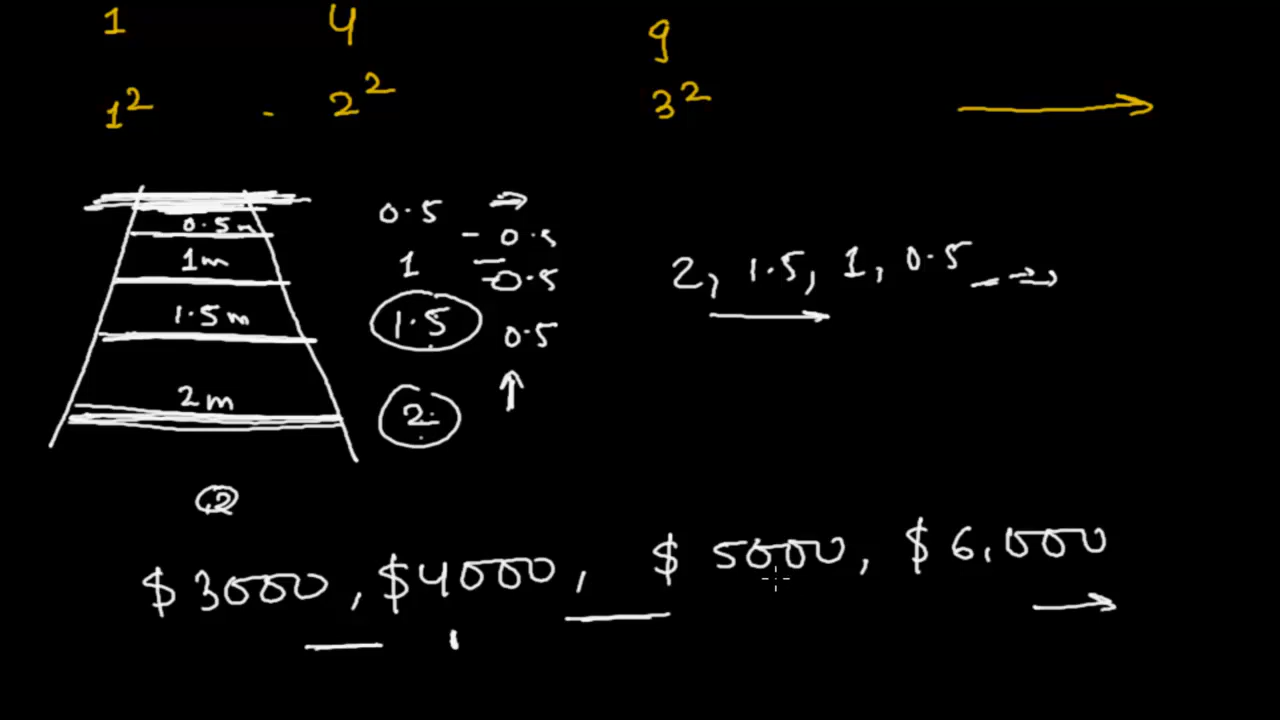 1 4 9
1² . 2² 3²
0.5m
1m
1.5m
2m
0.5
1
1.5
2
- 0.5
- 0.5
0.5
2, 1.5, 1, 0.5
2
$3000, $4000, $5000, $6,000